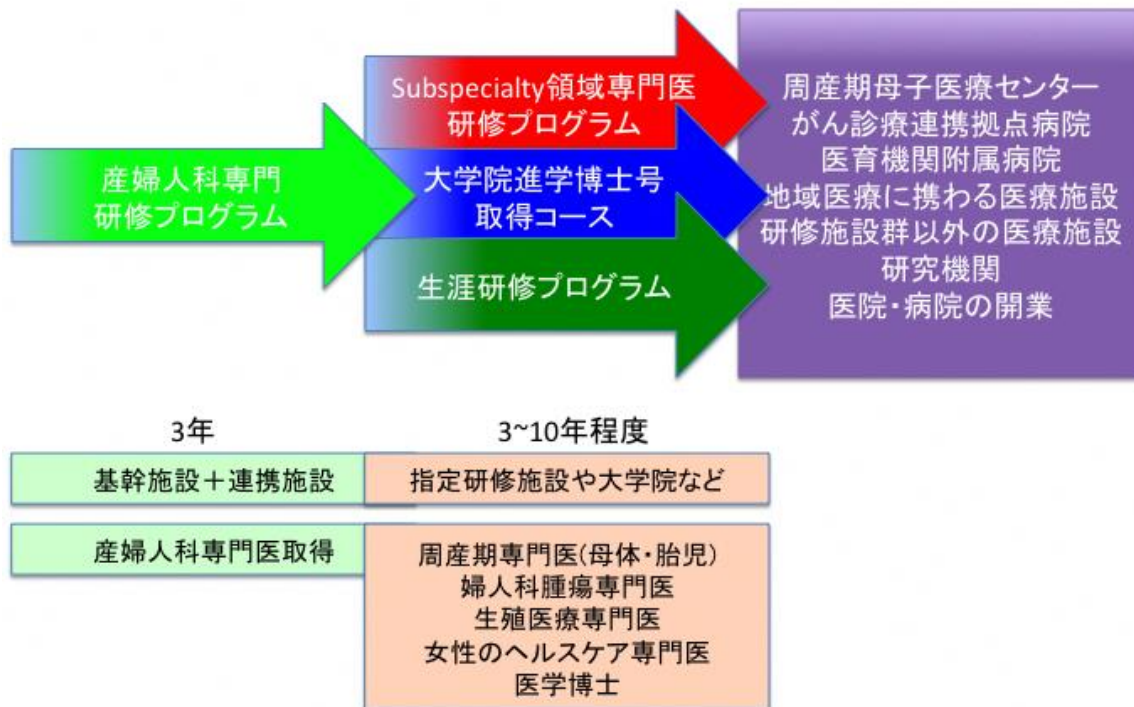 Subspecialty領域専門医
研修プログラム
産婦人科専門
研修プログラム
大学院進学博士号
取得コース
生涯研修プログラム
周産期母子医療センター
がん診療連携拠点病院
医育機関附属病院
地域医療に携わる医療施設
研修施設群以外の医療施設
研究機関
医院・病院の開業
3年
3~10年程度
基幹施設＋連携施設
指定研修施設や大学院など
産婦人科専門医取得
周産期専門医(母体・胎児)
婦人科腫瘍専門医
生殖医療専門医
女性のヘルスケア専門医
医学博士